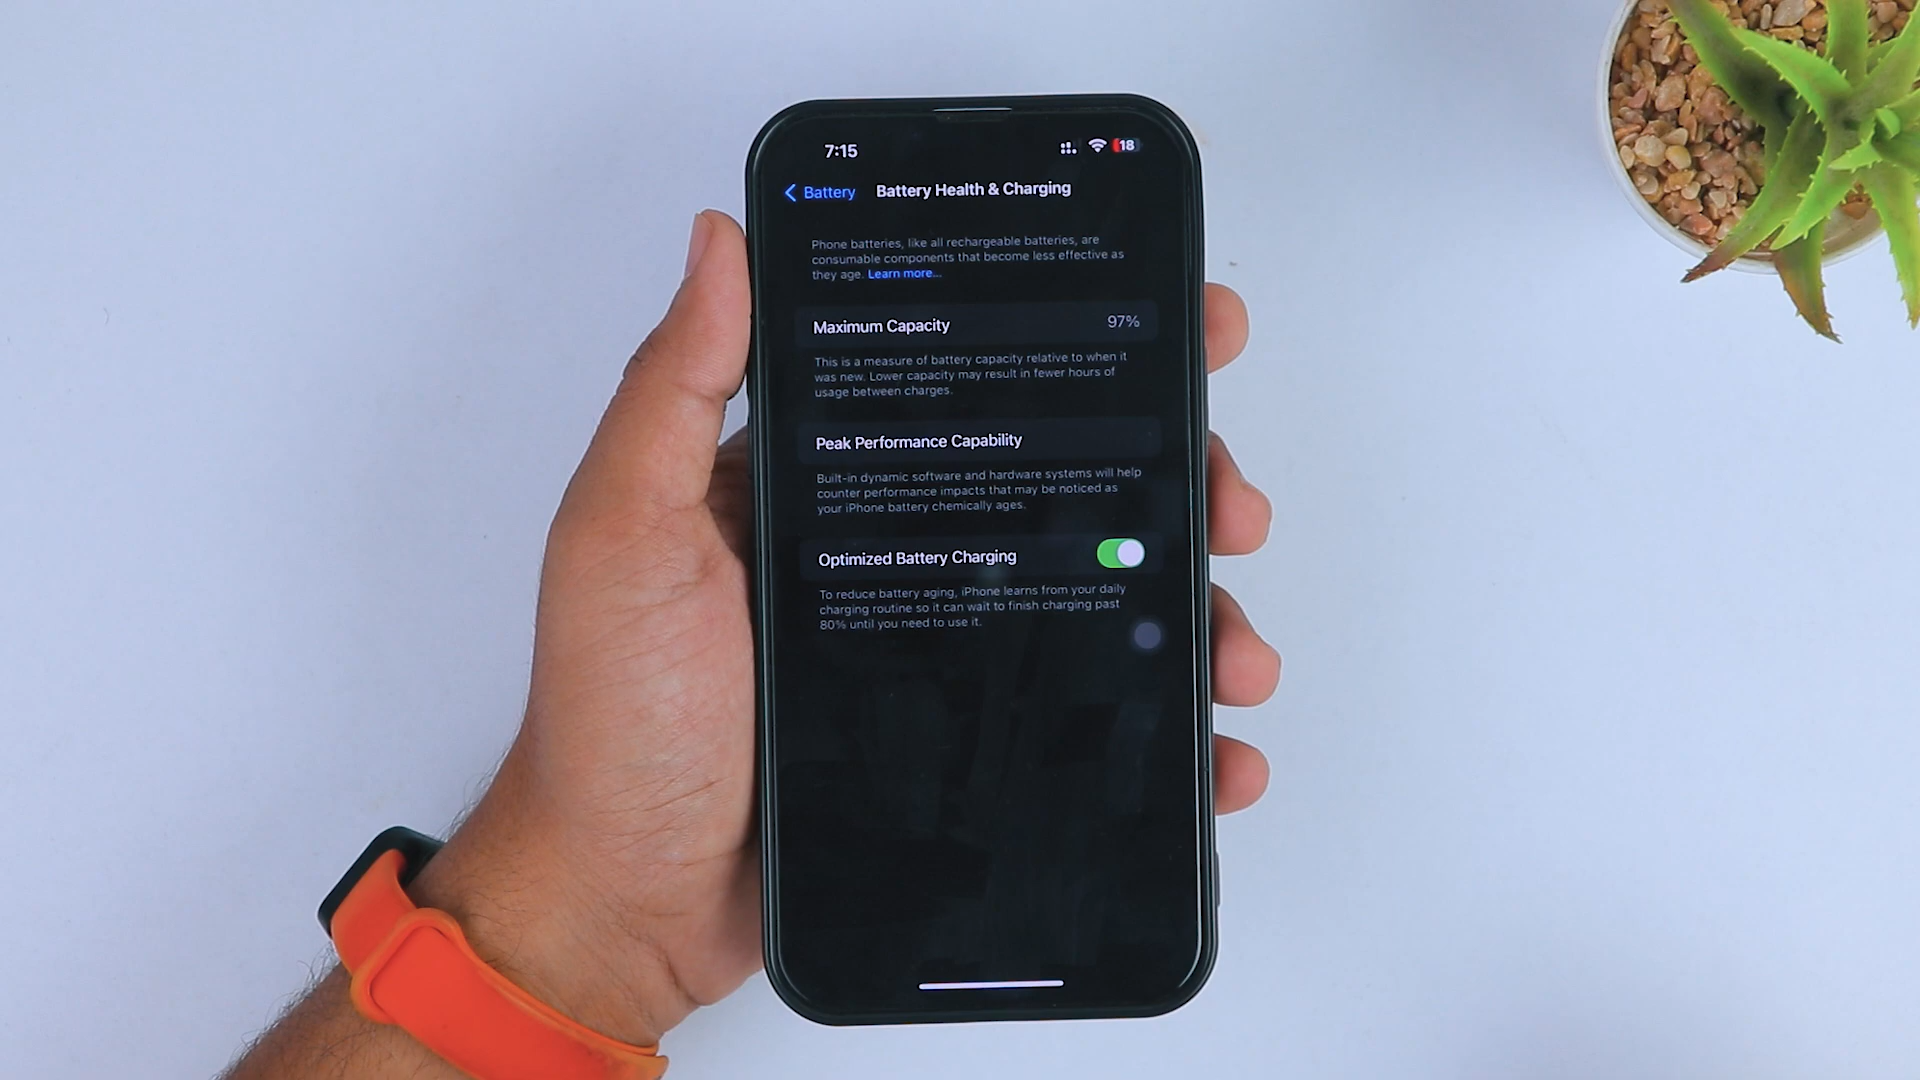 7:15
18
Battery
Battery Health & Charging
Phone batteries, like all rechargeable batteries, are
consumable components that become less effective as
they age. Learn more...
Maximum Capacity
97%
This is a measure of battery capacity relative to when it
was new. Lower capacity may result in fewer hours of
usage between charges.
Peak Performance Capability
Built-in dynamic software and hardware systems will help
counter performance impacts that may be noticed as
your iPhone battery chemically ages.
Optimized Battery Charging
To reduce battery aging, iPhone learns from your daily
charging routine so it can wait to finish charging past
80% until you need to use it.